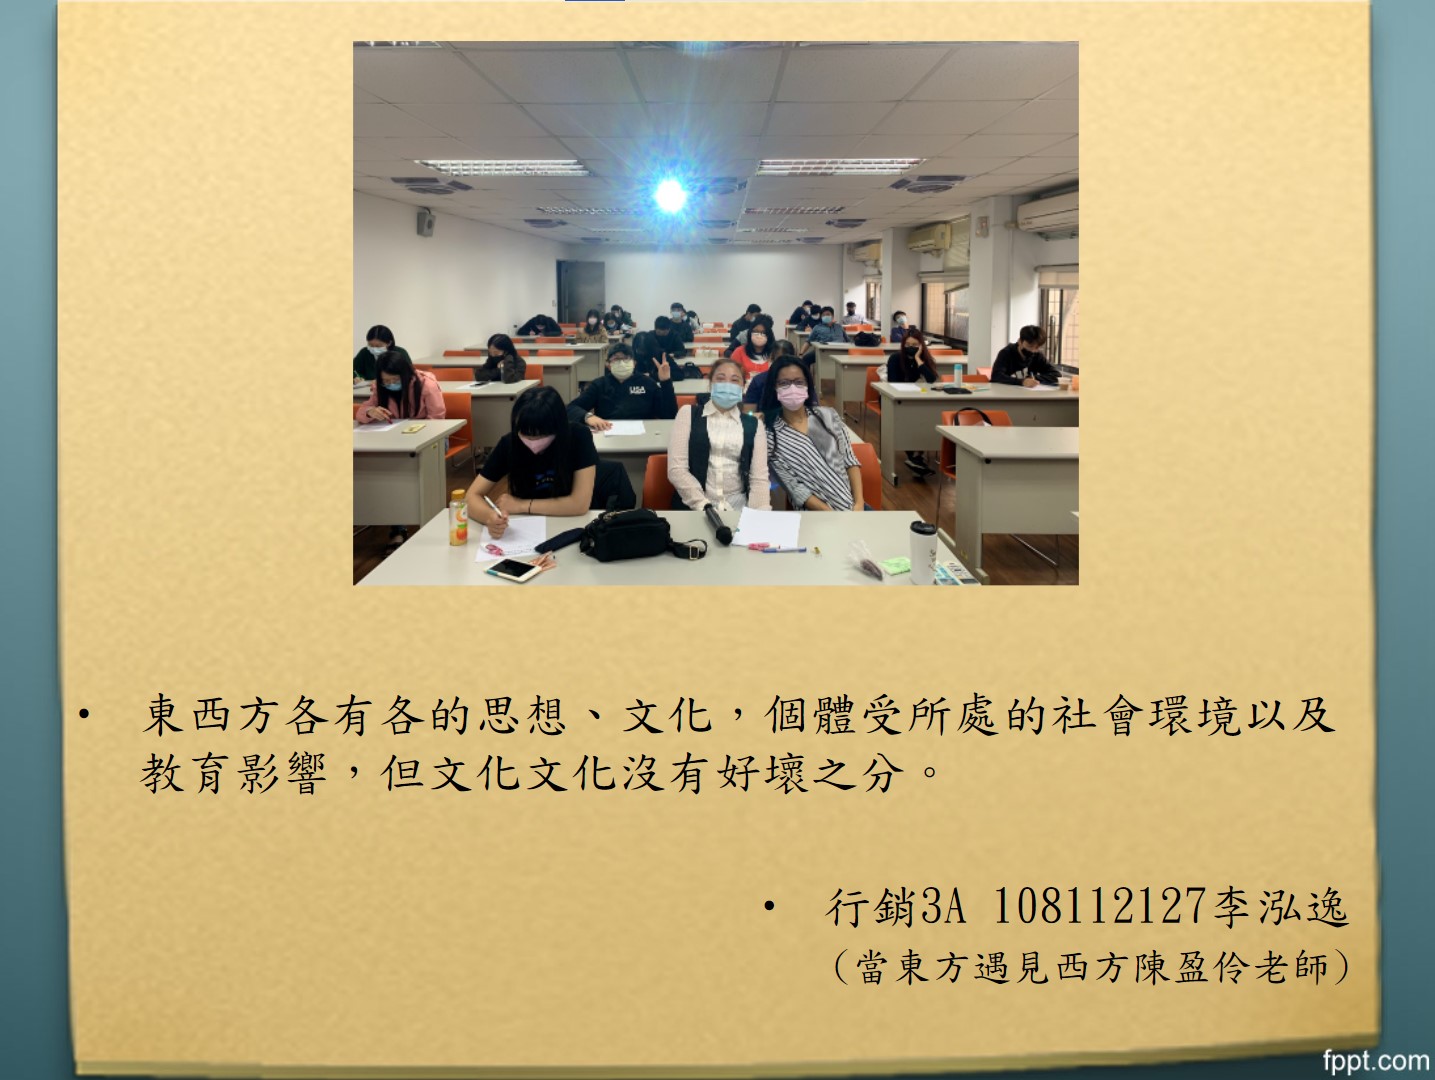 USA
• 東西方各有各的思想、文化，個體受所處的社會環境以及
教育影響，但文化文化沒有好壞之分。
• 行銷3A 108112127李泓逸
（當東方遇見西方陳盈伶老師）
fppt.com